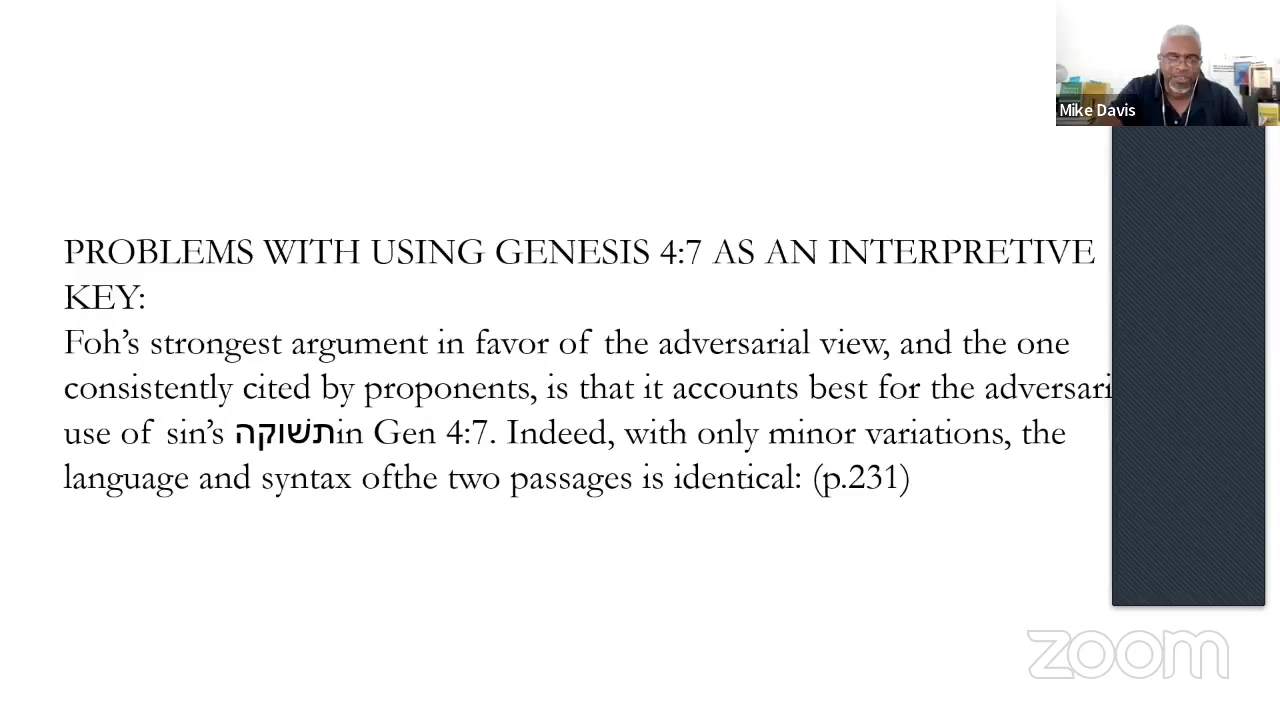 Mike Davis
PROBLEMS WITH USING GENESIS 4:7 AS AN INTERPRETIVE
KEY:
Foh’s strongest argument in favor of the adversarial view, and the one
consistently cited by proponents, is that it accounts best for the adversari
use of sin’s תשׁוקה in Gen 4:7. Indeed, with only minor variations, the
language and syntax ofthe two passages is identical: (p.231)
zoom